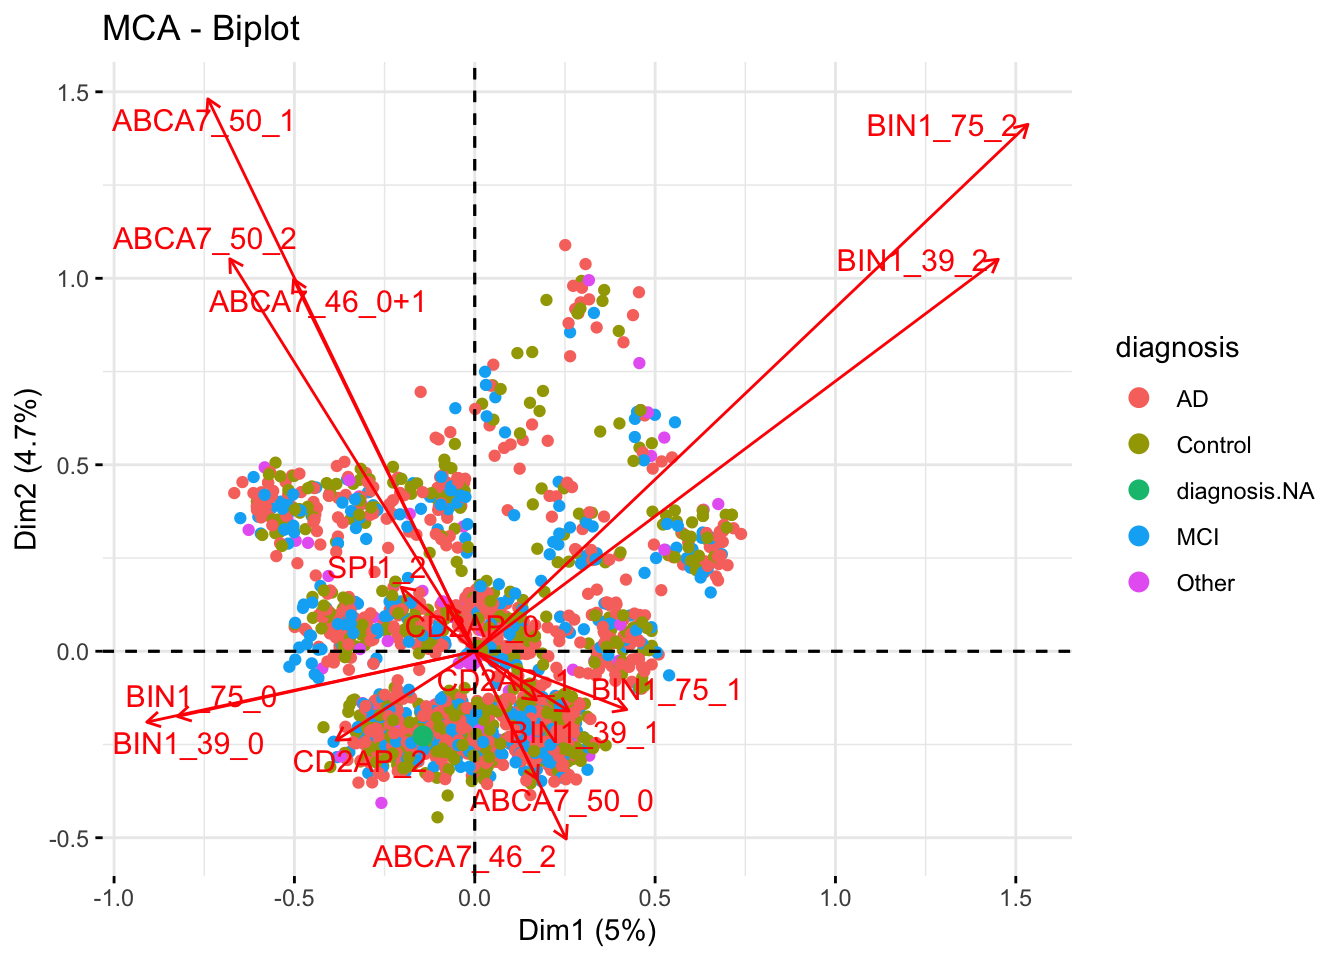 MCA - Biplot
ABCA7_50_1
BIN1_75_2
ABCA7_50_2
BIN1_39_2
ABCA7_46_0+1
SPI1_2
CD2AP_0
CD2AP_1
BIN1_75_1
BIN1_75_0
BIN1_39_1
BIN1_39_0
CD2AP_2
ABCA7_50_0
ABCA7_46_2
1.5
1.0
0.5
0.0
-0.5
Dim2 (4.7%)
-1.0 -0.5 0.0 0.5 1.0 1.5
Dim1 (5%)
diagnosis
AD
Control
diagnosis.NA
MCI
Other